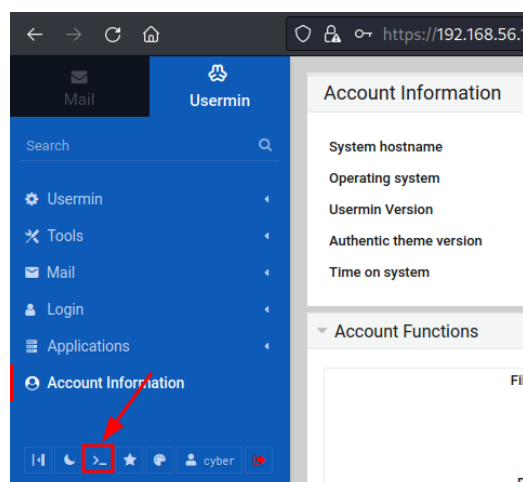 https://192.168.56.
Mail
Usermin
Search
Usermin
Tools
Mail
Login
Applications
Account Information
cyber
Account Information
System hostname
Operating system
Usermin Version
Authentic theme version
Time on system
Account Functions